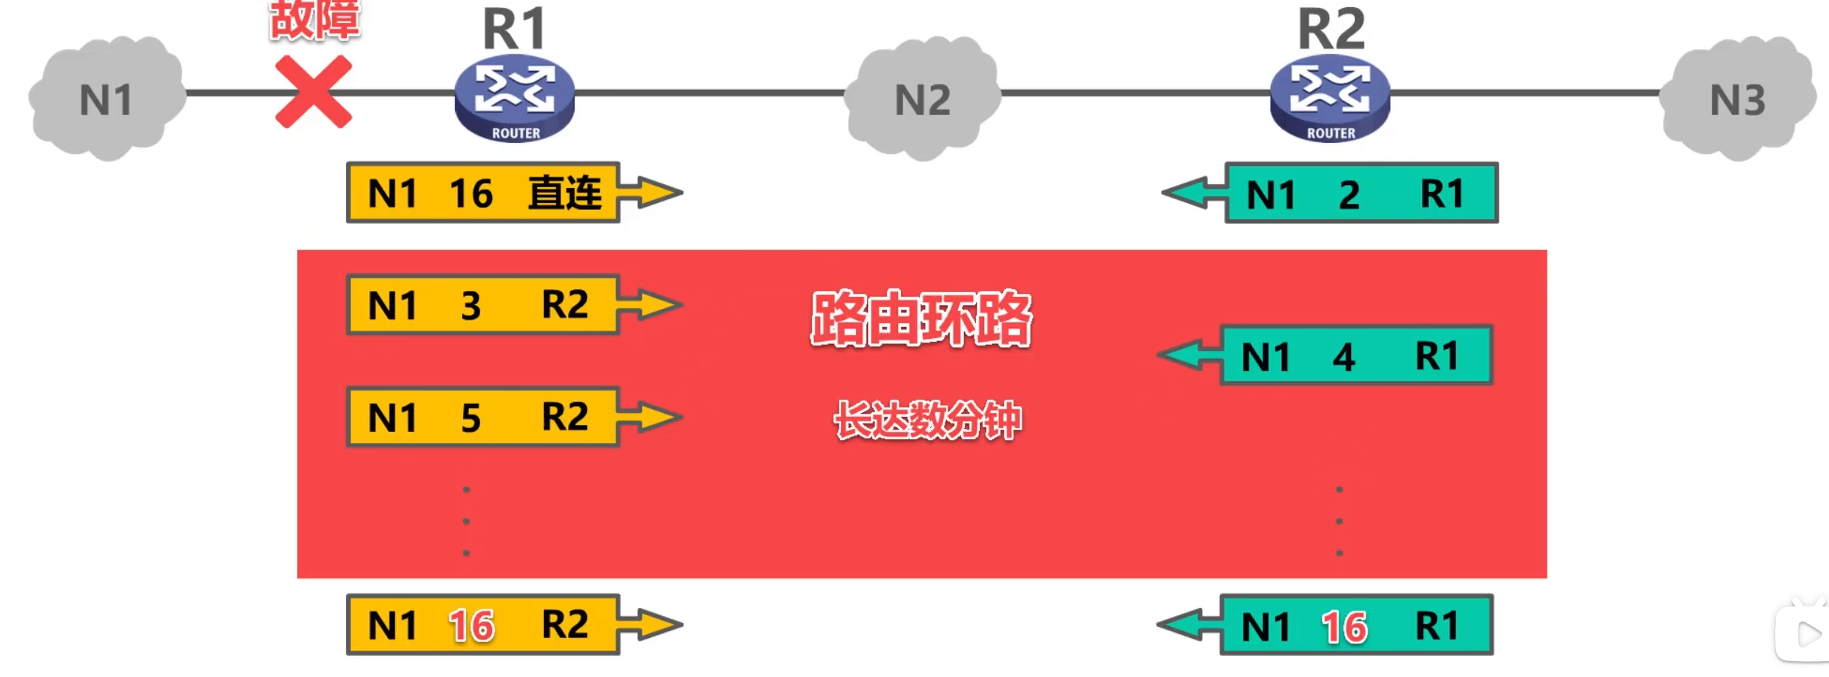 故障
R1
R2
N1
N2
N3
ROUTER
ROUTER
N1 16 直连
N1 2 R1
N1 3 R2
路由环路
N1 4 R1
N1 5 R2
长达数分钟
N1 16 R2
N1 16 R1